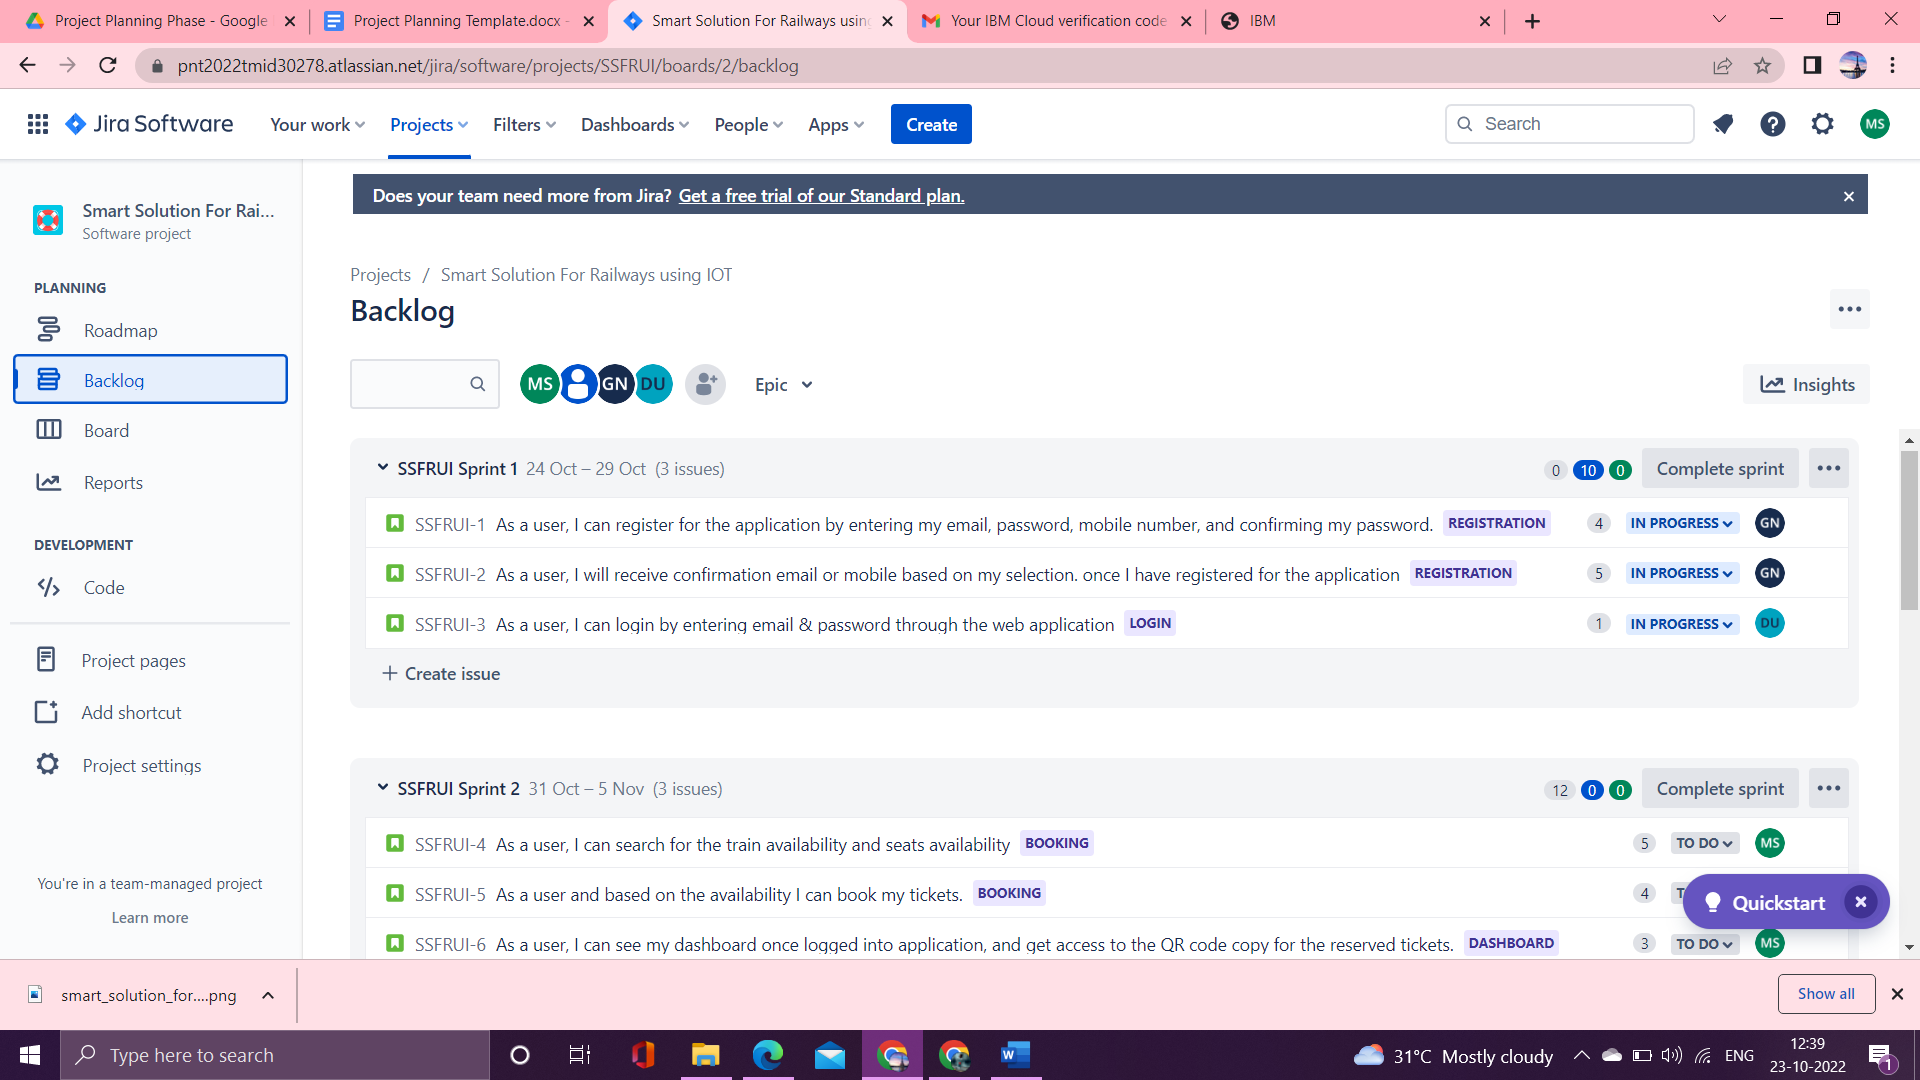 Project Planning Phase - Google
Project Planning Template.docx -
Smart Solution For Railways usin
Your IBM Cloud verification code
IBM
pnt2022tmid30278.atlassian.net/jira/software/projects/SSFRUI/boards/2/backlog
Jira Software
Your work
Projects
Filters
Dashboards
People
Apps
Create
Search
MS
Smart Solution For Rai...
Software project
PLANNING
Roadmap
Backlog
Board
Reports
DEVELOPMENT
Code
Project pages
Add shortcut
Project settings
You're in a team-managed project
Learn more
Does your team need more from Jira? Get a free trial of our Standard plan.
Projects / Smart Solution For Railways using IOT
Backlog
MS GN DU
Epic
Insights
SSFRUI Sprint 1 24 Oct – 29 Oct (3 issues) 0 10 0 Complete sprint
SSFRUI-1 As a user, I can register for the application by entering my email, password, mobile number, and confirming my password. REGISTRATION 4 IN PROGRESS GN
SSFRUI-2 As a user, I will receive confirmation email or mobile based on my selection. once I have registered for the application REGISTRATION 5 IN PROGRESS GN
SSFRUI-3 As a user, I can login by entering email & password through the web application LOGIN 1 IN PROGRESS DU
+ Create issue
SSFRUI Sprint 2 31 Oct – 5 Nov (3 issues) 12 0 0 Complete sprint
SSFRUI-4 As a user, I can search for the train availability and seats availability BOOKING 5 TO DO MS
SSFRUI-5 As a user and based on the availability I can book my tickets. BOOKING 4
Quickstart
SSFRUI-6 As a user, I can see my dashboard once logged into application, and get access to the QR code copy for the reserved tickets. DASHBOARD 3 TO DO MS
smart_solution_for....png
Show all
Type here to search
31°C Mostly cloudy
ENG
12:39
23-10-2022
1